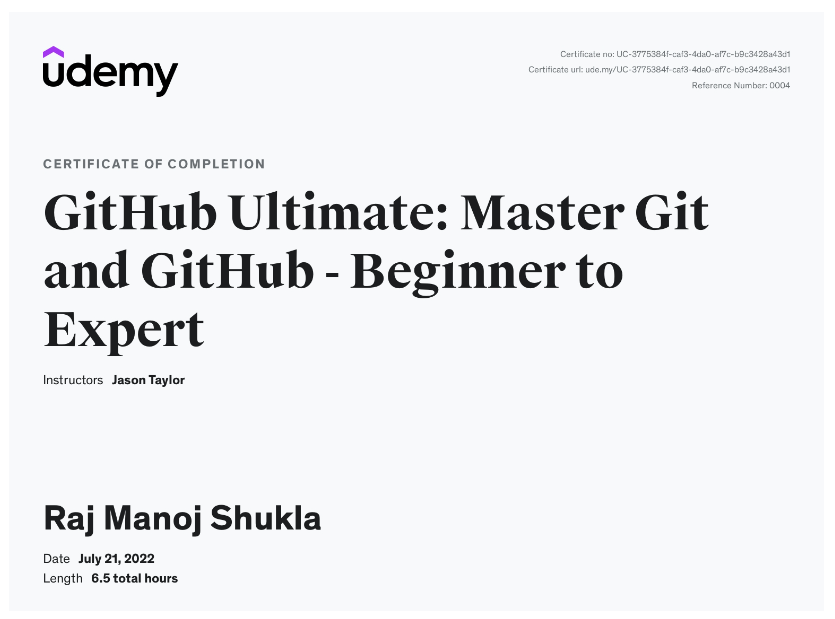 udemy
Certificate no: UC-3775384f-caf3-4da0-af7c-b9c3428a43d1
Certificate url: ude.my/UC-3775384f-caf3-4da0-af7c-b9c3428a43d1
Reference Number: 0004
CERTIFICATE OF COMPLETION
GitHub Ultimate: Master Git
and GitHub - Beginner to
Expert
Instructors Jason Taylor
Raj Manoj Shukla
Date July 21, 2022
Length 6.5 total hours